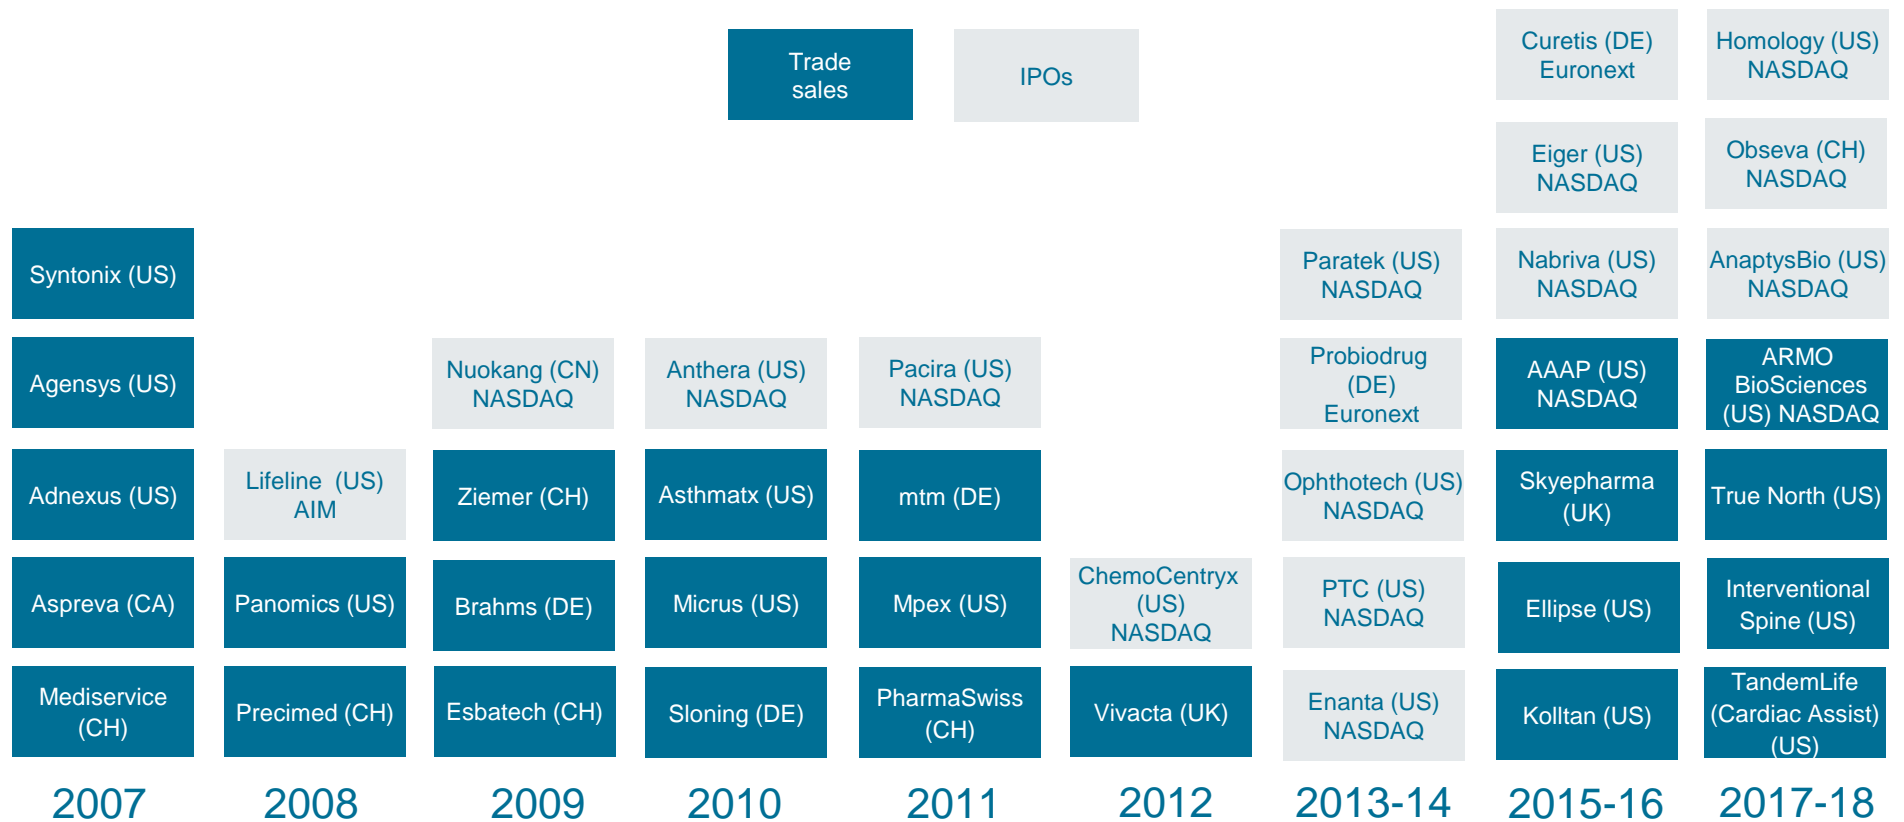 Trade
sales
IPOs
Curetis (DE)
Euronext
Homology (US)
NASDAQ
Eiger (US)
NASDAQ
Obseva (CH)
NASDAQ
Syntonix (US)
Paratek (US)
NASDAQ
Nabriva (US)
NASDAQ
AnaptysBio (US)
NASDAQ
Agensys (US)
Nuokang (CN)
NASDAQ
Anthera (US)
NASDAQ
Pacira (US)
NASDAQ
Probiodrug
(DE)
Euronext
AAAP (US)
NASDAQ
ARMO
BioSciences
(US) NASDAQ
Adnexus (US)
Lifeline (US)
AIM
Ziemer (CH)
Asthmatx (US)
mtm (DE)
Ophthotech (US)
NASDAQ
Skyepharma
(UK)
True North (US)
Aspreva (CA)
Panomics (US)
Brahms (DE)
Micrus (US)
Mpex (US)
ChemoCentryx
(US)
NASDAQ
PTC (US)
NASDAQ
Ellipse (US)
Interventional
Spine (US)
Mediservice
(CH)
Precimed (CH)
Esbatech (CH)
Sloning (DE)
PharmaSwiss
(CH)
Vivacta (UK)
Enanta (US)
NASDAQ
Kolltan (US)
TandemLife
(Cardiac Assist)
(US)
2007
2008
2009
2010
2011
2012
2013-14
2015-16
2017-18